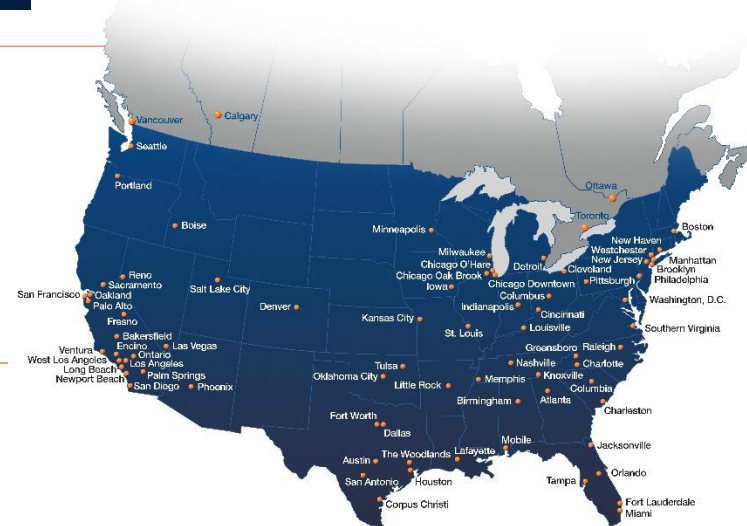 Vancouver
Calgary
Seattle
Portland
Ottawa
Toronto
Boise
Minneapolis
Boston
New Haven
Milwaukee
Westchester
Chicago O'Hare
New Jersey
Manhattan
Detroit
Cleveland
Brooklyn
Chicago Oak Brook
Reno
Pittsburgh
Philadelphia
Sacramento
Salt Lake City
Iowa
Chicago Downtown
San Francisco
Oakland
Columbus
Washington, D.C.
Palo Alto
Denver
Indianapolis
Fresno
Kansas City
Cincinnati
St. Louis
Louisville
Southern Virginia
Bakersfield
Encino
Las Vegas
Greensboro
Raleigh
Ventura
Ontario
West Los Angeles
Los Angeles
Tulsa
Nashville
Charlotte
Long Beach
Palm Springs
Oklahoma City
Memphis
Knoxville
Newport Beach
San Diego
Phoenix
Little Rock
Columbia
Birmingham
Atlanta
Charleston
Fort Worth
Dallas
Mobile
Jacksonville
Austin
The Woodlands
Lafayette
Orlando
San Antonio
Houston
Tampa
Corpus Christi
Fort Lauderdale
Miami